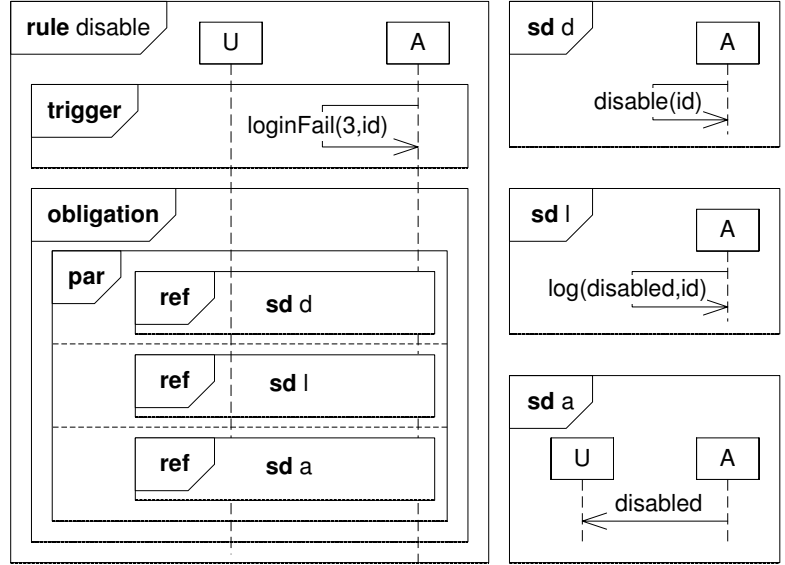 rule disable
U
A
trigger
loginFail(3,id)
obligation
par
ref
sd d
ref
sd l
ref
sd a
sd d
A
disable(id)
sd l
A
log(disabled,id)
sd a
U
A
disabled